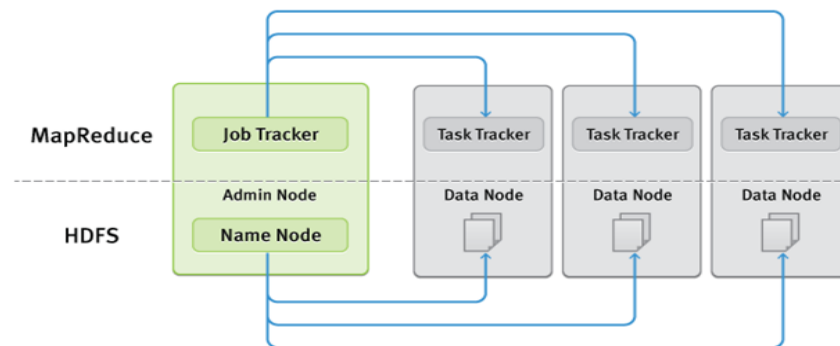 MapReduce
Job Tracker
Task Tracker
Task Tracker
Task Tracker
Admin Node
Data Node
Data Node
Data Node
HDFS
Name Node